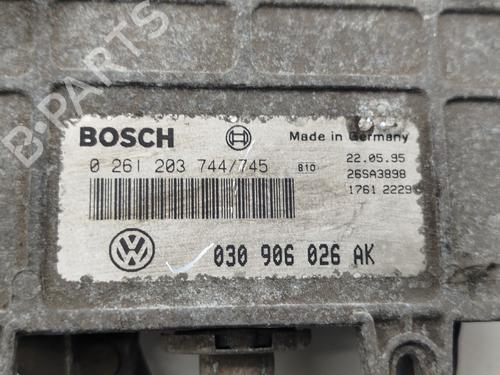 B-PARTS
BOSCH
Made in Germany
0 261 203 744/745 810
22.05.95
26SA3898
1761 2229
030 906 026 AK
B-PARTS